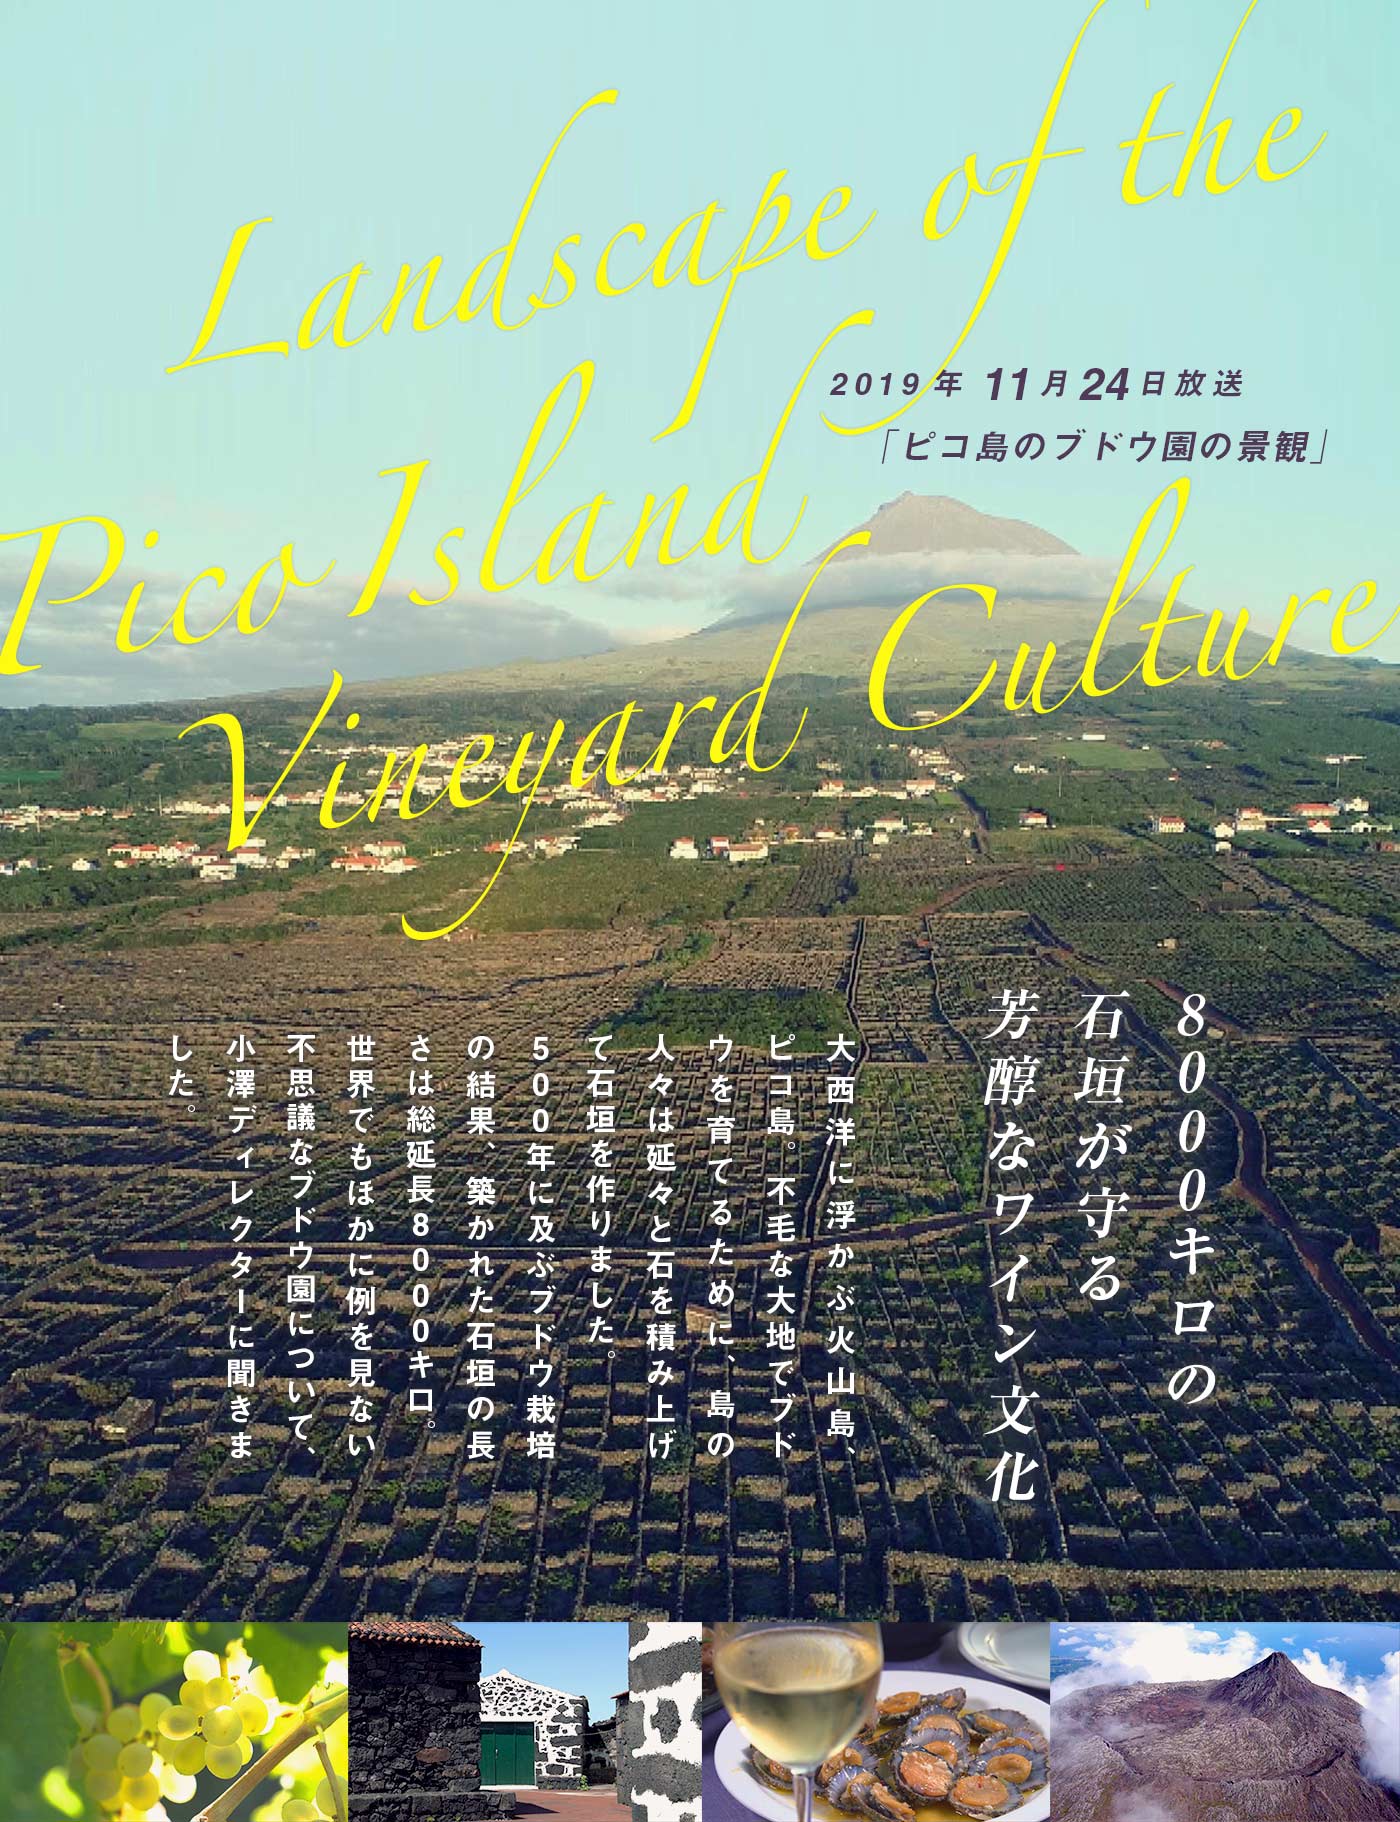 Landscape of the
Pico Island
Vineyard Culture
2019年 11月24日放送
「ピコ島のブドウ園の景観」
8000キロの
石垣が守る
芳醇なワイン文化
大西洋に浮かぶ火山島、
ピコ島。不毛な大地でブド
ウを育てるために、島の
人々は延々と石を積み上げ
て石垣を作りました。
500年に及ぶブドウ栽培
の結果、築かれた石垣の長
さは総延長8000キロ。
世界でもほかに例を見ない
不思議なブドウ園について、
小澤ディレクターに聞きま
した。